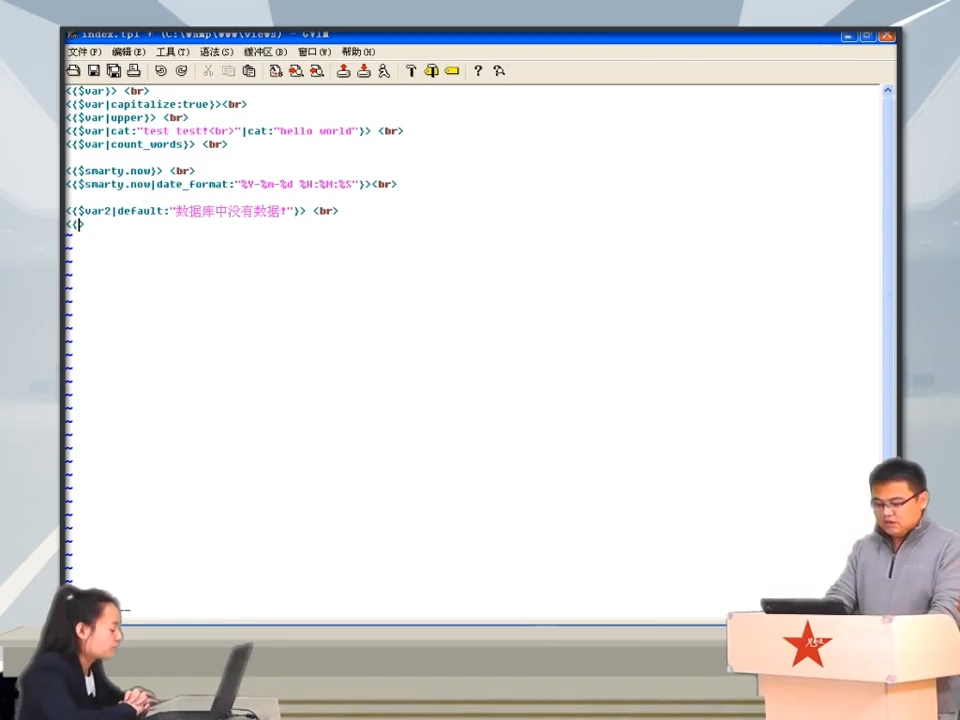 index.tpl + (C:\wamp\www\views) - GVIM
文件(F) 编辑(E) 工具(T) 语法(S) 缓冲区(B) 窗口(W) 帮助(H)
<{$var}> <br>
<{$var|capitalize:true}><br>
<{$var|upper}> <br>
<{$var|cat:"test test!<br>"|cat:"hello world"}> <br>
<{$var|count_words}> <br>
<{$smarty.now}> <br>
<{$smarty.now|date_format:"%Y-%m-%d %H:%M:%S"}><br>
<{$var2|default:"数据库中没有数据!"}> <br>
<{>